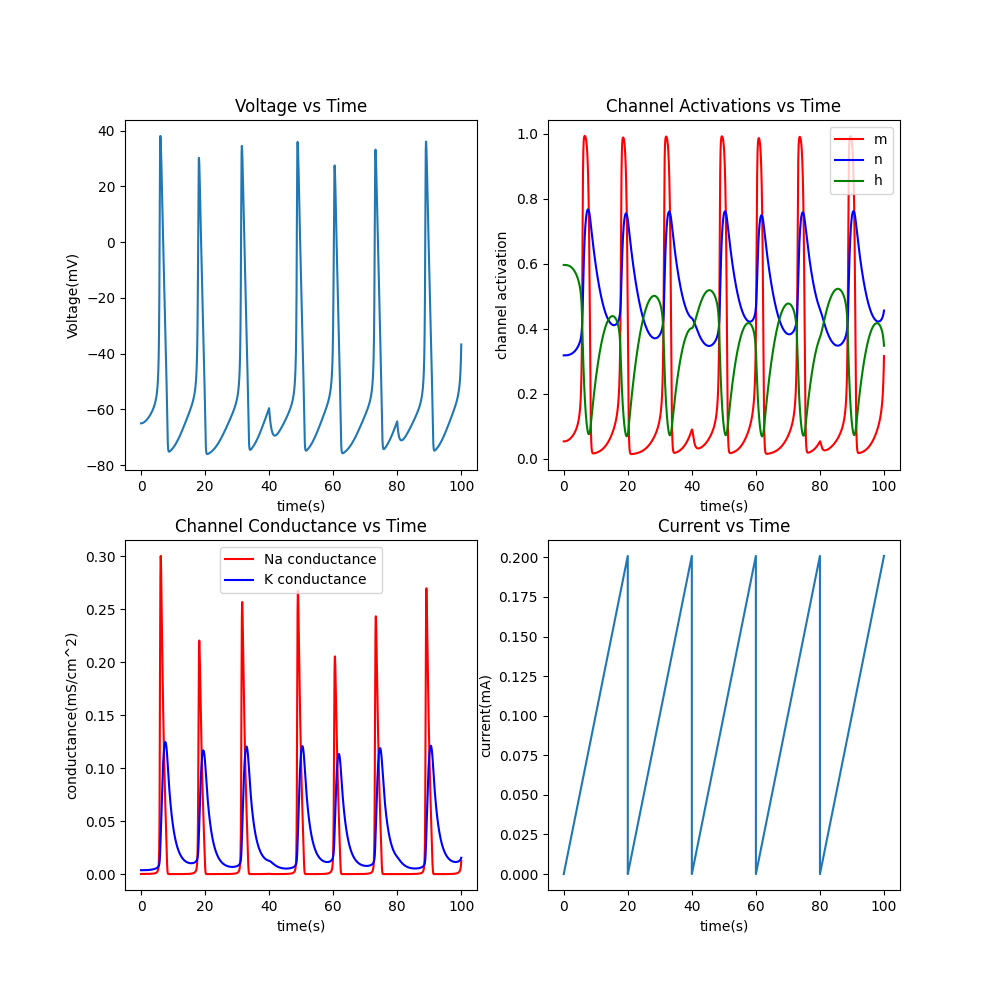 Voltage vs Time
40
20
0
−20
−40
−60
−80
Voltage(mV)
0 20 40 60 80 100
time(s)
Channel Activations vs Time
1.0
0.8
0.6
0.4
0.2
0.0
channel activation
m
n
h
0 20 40 60 80 100
time(s)
Channel Conductance vs Time
0.30
0.25
0.20
0.15
0.10
0.05
0.00
conductance(mS/cm^2)
Na conductance
K conductance
0 20 40 60 80 100
time(s)
Current vs Time
0.200
0.175
0.150
0.125
0.100
0.075
0.050
0.025
0.000
current(mA)
0 20 40 60 80 100
time(s)